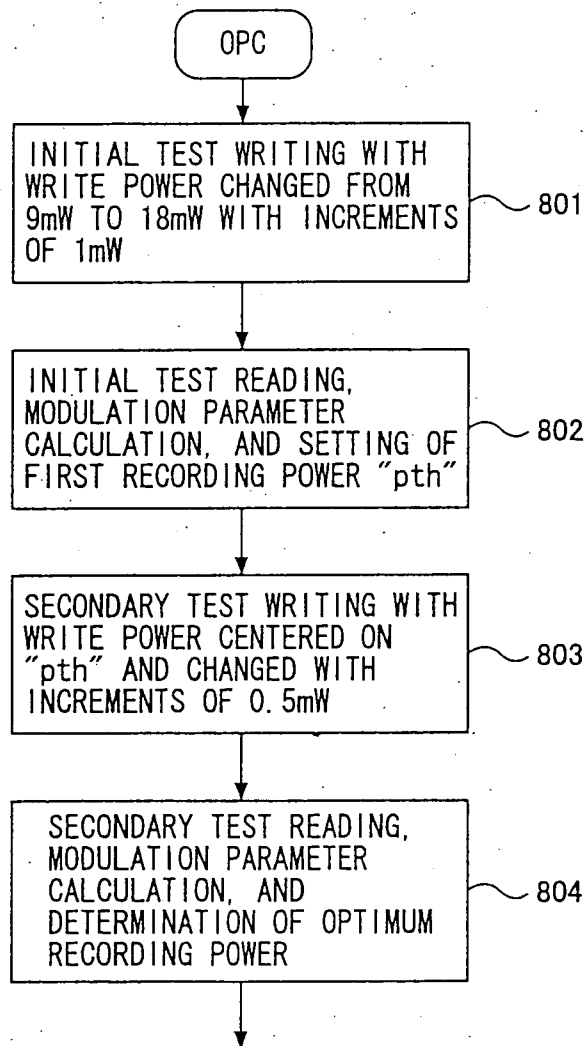 OPC
INITIAL TEST WRITING WITH
WRITE POWER CHANGED FROM
9mW TO 18mW WITH INCREMENTS
OF 1mW
801
INITIAL TEST READING,
MODULATION PARAMETER
CALCULATION, AND SETTING OF
FIRST RECORDING POWER "pth"
802
SECONDARY TEST WRITING WITH
WRITE POWER CENTERED ON
"pth" AND CHANGED WITH
INCREMENTS OF 0.5mW
803
SECONDARY TEST READING,
MODULATION PARAMETER
CALCULATION, AND
DETERMINATION OF OPTIMUM
RECORDING POWER
804